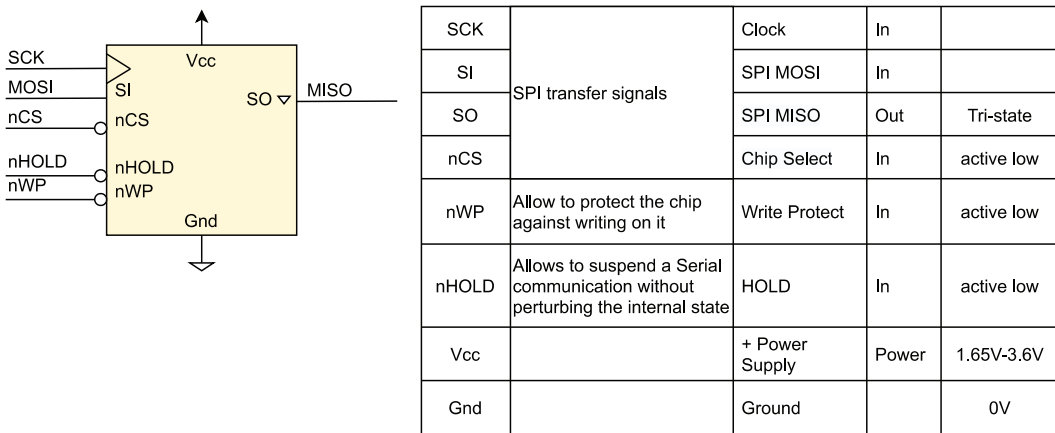 SCK
MOSI
nCS
nHOLD
nWP
Vcc
SI
nCS
nHOLD
nWP
SO
Gnd
MISO
SCK Clock In
SI SPI MOSI In
SPI transfer signals
SO SPI MISO Out Tri-state
nCS Chip Select In active low
nWP Allow to protect the chip against writing on it Write Protect In active low
nHOLD Allows to suspend a Serial communication without perturbing the internal state HOLD In active low
Vcc + Power Supply Power 1.65V-3.6V
Gnd Ground 0V